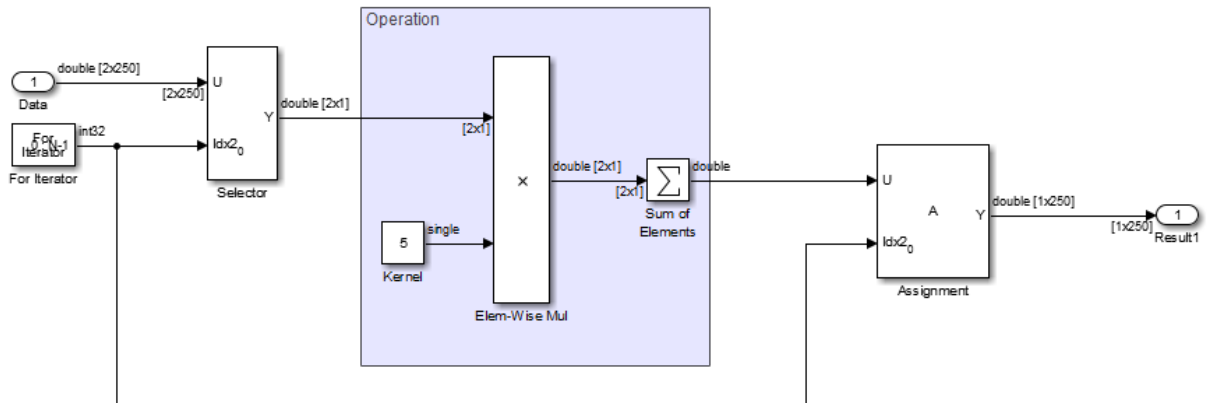 Operation
double [2x250]
1
Data
[2x250]
U
Y
Idx2
0
double [2x1]
int32
For
Iterator
0 N-1
For Iterator
Selector
[2x1]
×
double [2x1]
[2x1]
Σ
double
Sum of
Elements
5
single
Kernel
Elem-Wise Mul
U
A
Y
Idx2
0
double [1x250]
[1x250]
1
Result1
Assignment